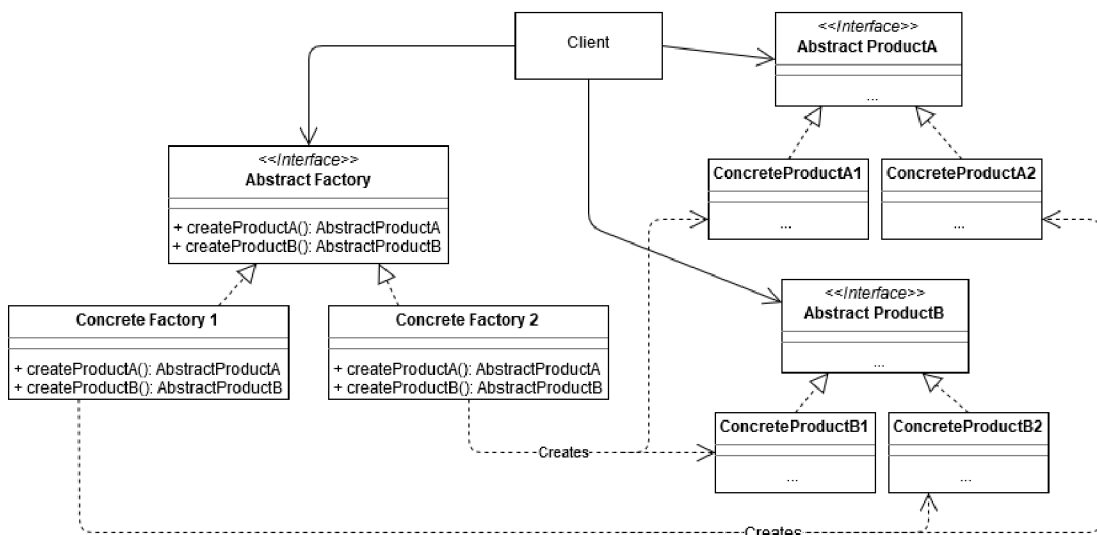 Client
<<Interface>>
Abstract ProductA
...
<<Interface>>
Abstract Factory
+ createProductA(): AbstractProductA
+ createProductB(): AbstractProductB
ConcreteProductA1
...
ConcreteProductA2
...
Concrete Factory 1
+ createProductA(): AbstractProductA
+ createProductB(): AbstractProductB
Concrete Factory 2
+ createProductA(): AbstractProductA
+ createProductB(): AbstractProductB
<<Interface>>
Abstract ProductB
...
ConcreteProductB1
...
ConcreteProductB2
...
Creates
Creates